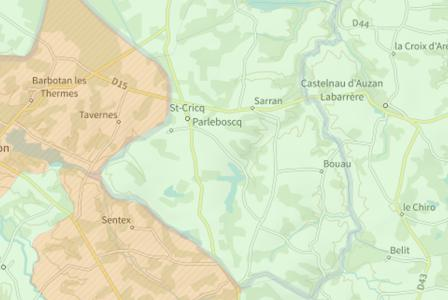 D44
la Croix d'Ar
Barbotan les
Thermes
D15
Castelnau d'Auzan
Labarrère
St-Cricq
Sarran
Tavernes
Parleboscq
on
Bouau
Sentex
le Chiro
Belit
D43